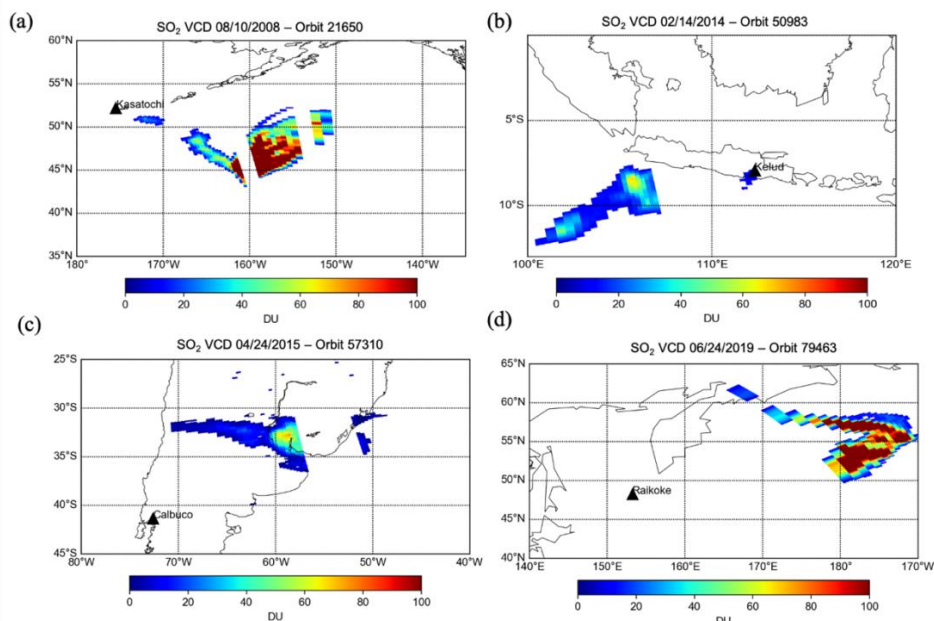 (a)
SO₂ VCD 08/10/2008 – Orbit 21650
60°N
55°N
50°N
45°N
40°N
35°N
Kasatochi
180° 170°W 160°W 150°W 140°W
0 20 40 60 80 100
DU
(b)
SO₂ VCD 02/14/2014 – Orbit 50983
5°S
10°S
Kelud
100°E 110°E 120°E
0 20 40 60 80 100
DU
(c)
SO₂ VCD 04/24/2015 – Orbit 57310
25°S
30°S
35°S
40°S
45°S
Calbuco
80°W 70°W 60°W 50°W 40°W
0 20 40 60 80 100
DU
(d)
SO₂ VCD 06/24/2019 – Orbit 79463
65°N
60°N
55°N
50°N
45°N
40°N
Raikoke
140°E 150°E 160°E 170°E 180°E 170°W
0 20 40 60 80 100
DU